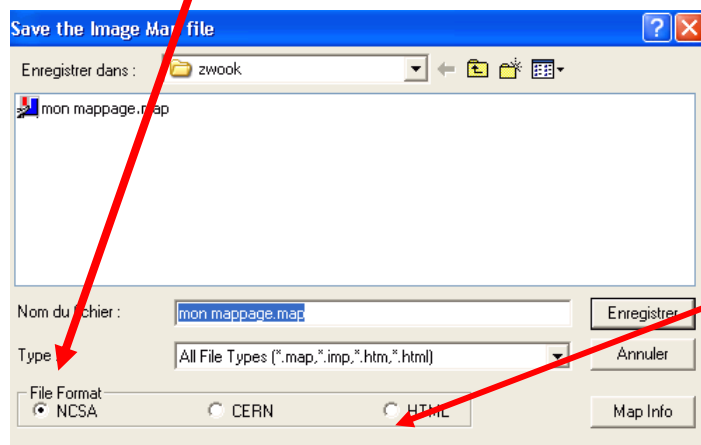 Save the Image Map file
Enregistrer dans : zwook
mon mappage.map
Nom du fichier : mon mappage.map Enregistrer
Type : All File Types (*.map,*.imp,*.htm,*.html) Annuler
File Format
NCSA CERN HTML Map Info